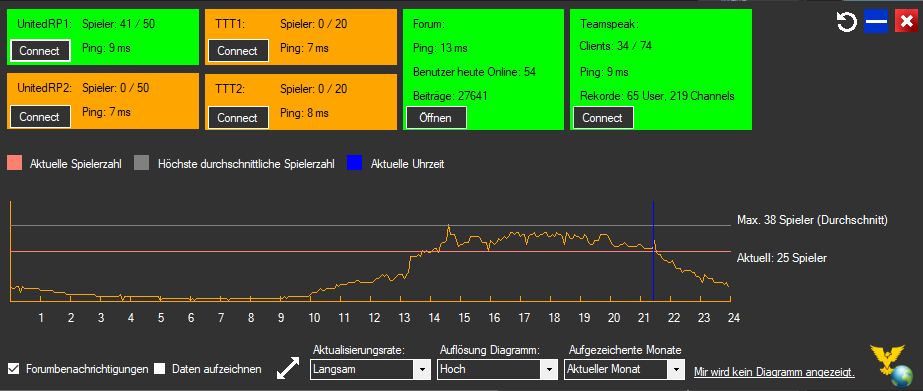 UnitedRP1: Spieler: 41 / 50
Connect Ping: 9 ms
TTT1: Spieler: 0 / 20
Connect Ping: 7 ms
UnitedRP2: Spieler: 0 / 50
Connect Ping: 7 ms
TTT2: Spieler: 0 / 20
Connect Ping: 8 ms
Forum:
Ping: 13 ms
Benutzer heute Online: 54
Beiträge: 27641
Öffnen
Teamspeak:
Clients: 34 / 74
Ping: 9 ms
Rekorde: 65 User, 219 Channels
Connect
Aktuelle Spielerzahl Höchste durchschnittliche Spielerzahl Aktuelle Uhrzeit
Max. 38 Spieler (Durchschnitt)
Aktuell: 25 Spieler
1 2 3 4 5 6 7 8 9 10 11 12 13 14 15 16 17 18 19 20 21 22 23 24
Forumbenachrichtigungen Daten aufzeichnen
Aktualisierungsrate:
Langsam
Auflösung Diagramm:
Hoch
Aufgezeichente Monate
Aktueller Monat
Mir wird kein Diagramm angezeigt.